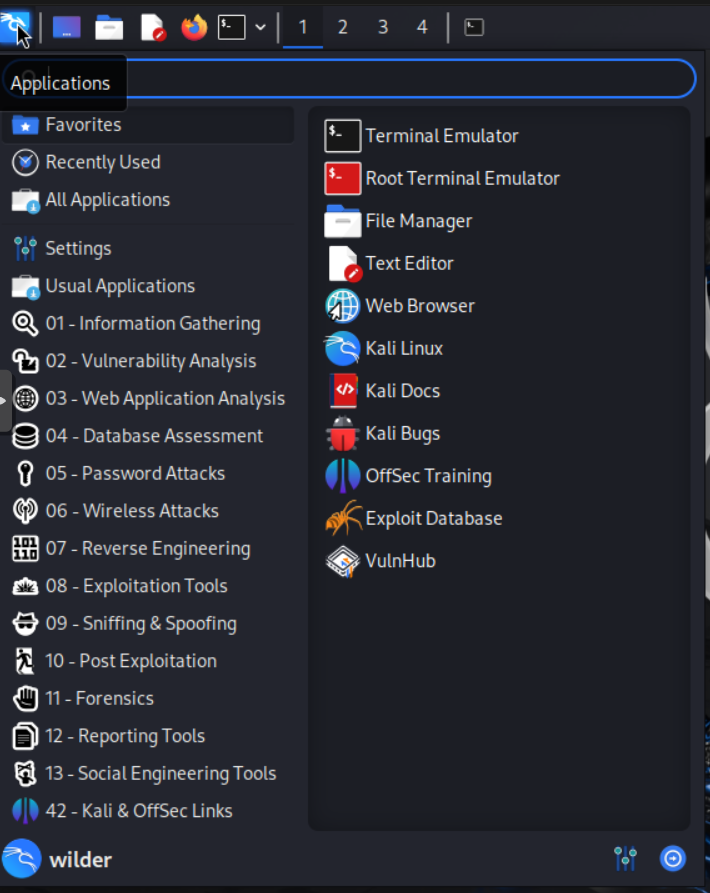 1 2 3 4
Applications
Favorites
Recently Used
All Applications
Settings
Usual Applications
01 - Information Gathering
02 - Vulnerability Analysis
03 - Web Application Analysis
04 - Database Assessment
05 - Password Attacks
06 - Wireless Attacks
07 - Reverse Engineering
08 - Exploitation Tools
09 - Sniffing & Spoofing
10 - Post Exploitation
11 - Forensics
12 - Reporting Tools
13 - Social Engineering Tools
42 - Kali & OffSec Links
Terminal Emulator
Root Terminal Emulator
File Manager
Text Editor
Web Browser
Kali Linux
Kali Docs
Kali Bugs
OffSec Training
Exploit Database
VulnHub
wilder